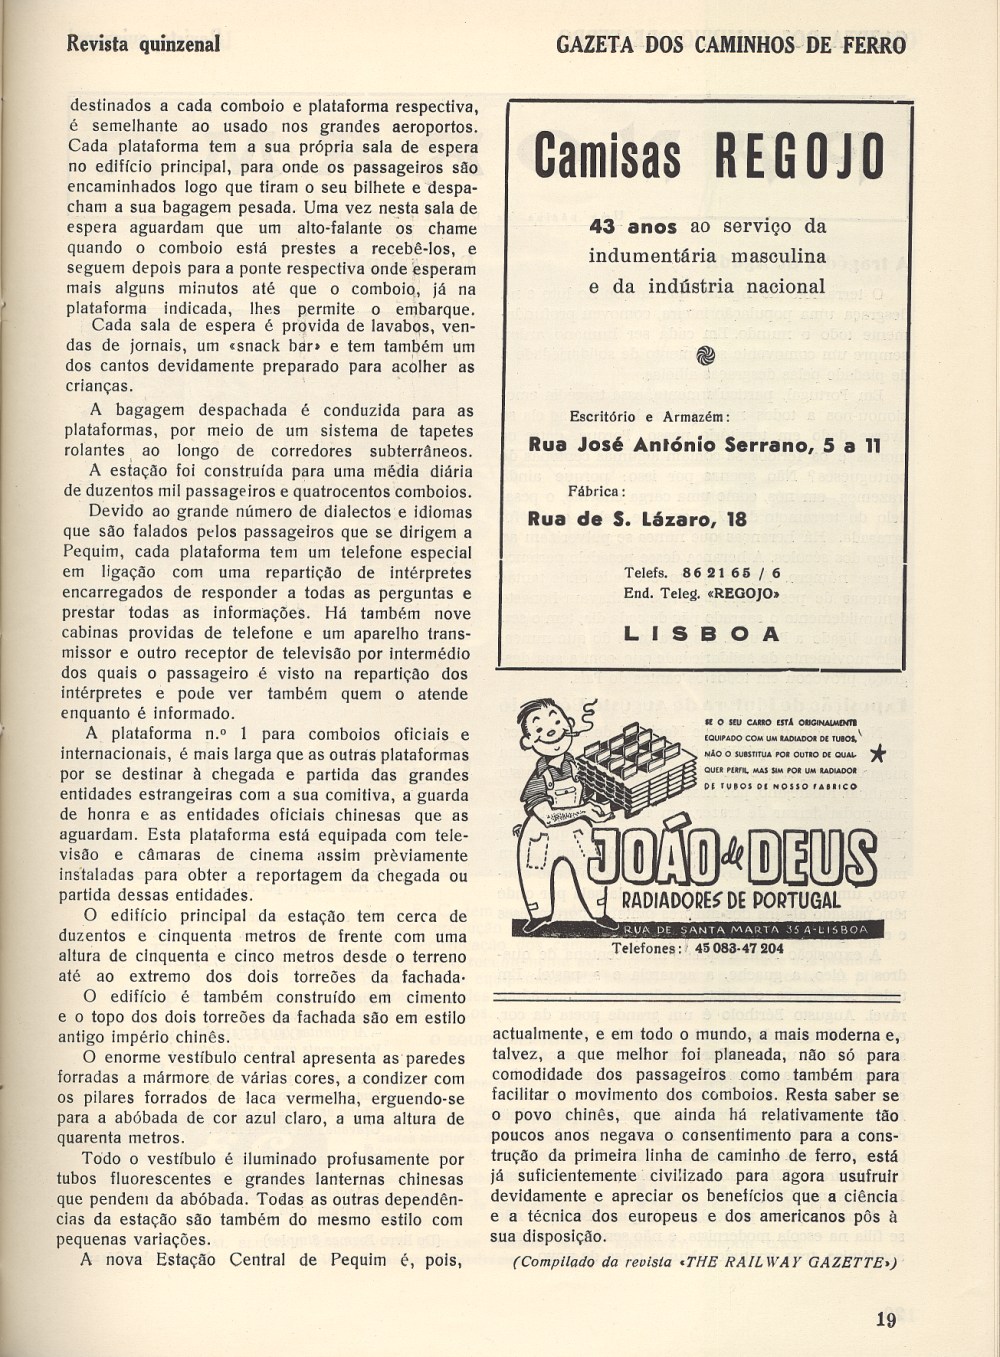 Revista quinzenal
GAZETA DOS CAMINHOS DE FERRO
destinados a cada comboio e plataforma respectiva,
é semelhante ao usado nos grandes aeroportos.
Cada plataforma tem a sua própria sala de espera
no edifício principal, para onde os passageiros são
encaminhados logo que tiram o seu bilhete e despa-
cham a sua bagagem pesada. Uma vez nesta sala de
espera aguardam que um alto-falante os chame
quando o comboio está prestes a recebê-los, e
seguem depois para a ponte respectiva onde esperam
mais alguns minutos até que o comboio, já na
plataforma indicada, lhes permite o embarque.
Cada sala de espera é provida de lavabos, ven-
das de jornais, um «snack bar» e tem também um
dos cantos devidamente preparado para acolher as
crianças.
A bagagem despachada é conduzida para as
plataformas, por meio de um sistema de tapetes
rolantes ao longo de corredores subterrâneos.
A estação foi construída para uma média diária
de duzentos mil passageiros e quatrocentos comboios.
Devido ao grande número de dialectos e idiomas
que são falados pelos passageiros que se dirigem a
Pequim, cada plataforma tem um telefone especial
em ligação com uma repartição de intérpretes
encarregados de responder a todas as perguntas e
prestar todas as informações. Há também nove
cabinas providas de telefone e um aparelho trans-
missor e outro receptor de televisão por intermédio
dos quais o passageiro é visto na repartição dos
intérpretes e pode ver também quem o atende
enquanto é informado.
A plataforma n.º 1 para comboios oficiais e
internacionais, é mais larga que as outras plataformas
por se destinar à chegada e partida das grandes
entidades estrangeiras com a sua comitiva, a guarda
de honra e as entidades oficiais chinesas que as
aguardam. Esta plataforma está equipada com tele-
visão e câmaras de cinema assim prèviamente
instaladas para obter a reportagem da chegada ou
partida dessas entidades.
O edifício principal da estação tem cerca de
duzentos e cinquenta metros de frente com uma
altura de cinquenta e cinco metros desde o terreno
até ao extremo dos dois torreões da fachada.
O edifício é também construído em cimento
e o topo dos dois torreões da fachada são em estilo
antigo império chinês.
O enorme vestíbulo central apresenta as paredes
forradas a mármore de várias cores, a condizer com
os pilares forrados de laca vermelha, erguendo-se
para a abóbada de cor azul claro, a uma altura de
quarenta metros.
Todo o vestíbulo é iluminado profusamente por
tubos fluorescentes e grandes lanternas chinesas
que pendem da abóbada. Todas as outras dependên-
cias da estação são também do mesmo estilo com
pequenas variações.
A nova Estação Central de Pequim é, pois,
Camisas REGOJO
43 anos ao serviço da
indumentária masculina
e da indústria nacional
Escritório e Armazém:
Rua José António Serrano, 5 a 11
Fábrica:
Rua de S. Lázaro, 18
Telefs. 86 21 65 / 6
End. Teleg. «REGOJO»
LISBOA
SE O SEU CARRO ESTÁ ORIGINALMENTE
EQUIPADO COM UM RADIADOR DE TUBOS,
NÃO O SUBSTITUA POR OUTRO DE QUAL-
QUER PERFIL, MAS SIM POR UM RADIADOR
DE TUBOS DE NOSSO FABRICO
JOÃO de DEUS
RADIADORES DE PORTUGAL
RUA DE SANTA MARTA 35 A-LISBOA
Telefones: 45 083-47 204
actualmente, e em todo o mundo, a mais moderna e,
talvez, a que melhor foi planeada, não só para
comodidade dos passageiros como também para
facilitar o movimento dos comboios. Resta saber se
o povo chinês, que ainda há relativamente tão
poucos anos negava o consentimento para a cons-
trução da primeira linha de caminho de ferro, está
já suficientemente civilizado para agora usufruir
devidamente e apreciar os benefícios que a ciência
e a técnica dos europeus e dos americanos pôs à
sua disposição.
(Compilado da revista «THE RAILWAY GAZETTE»)
19